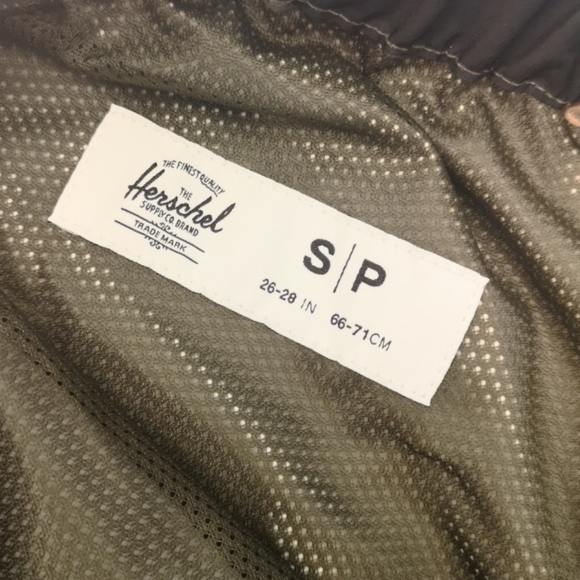 THE FINEST QUALITY
THE
Herschel
SUPPLY CO. BRAND
TRADE MARK
S|P
26-28 IN 66-71CM